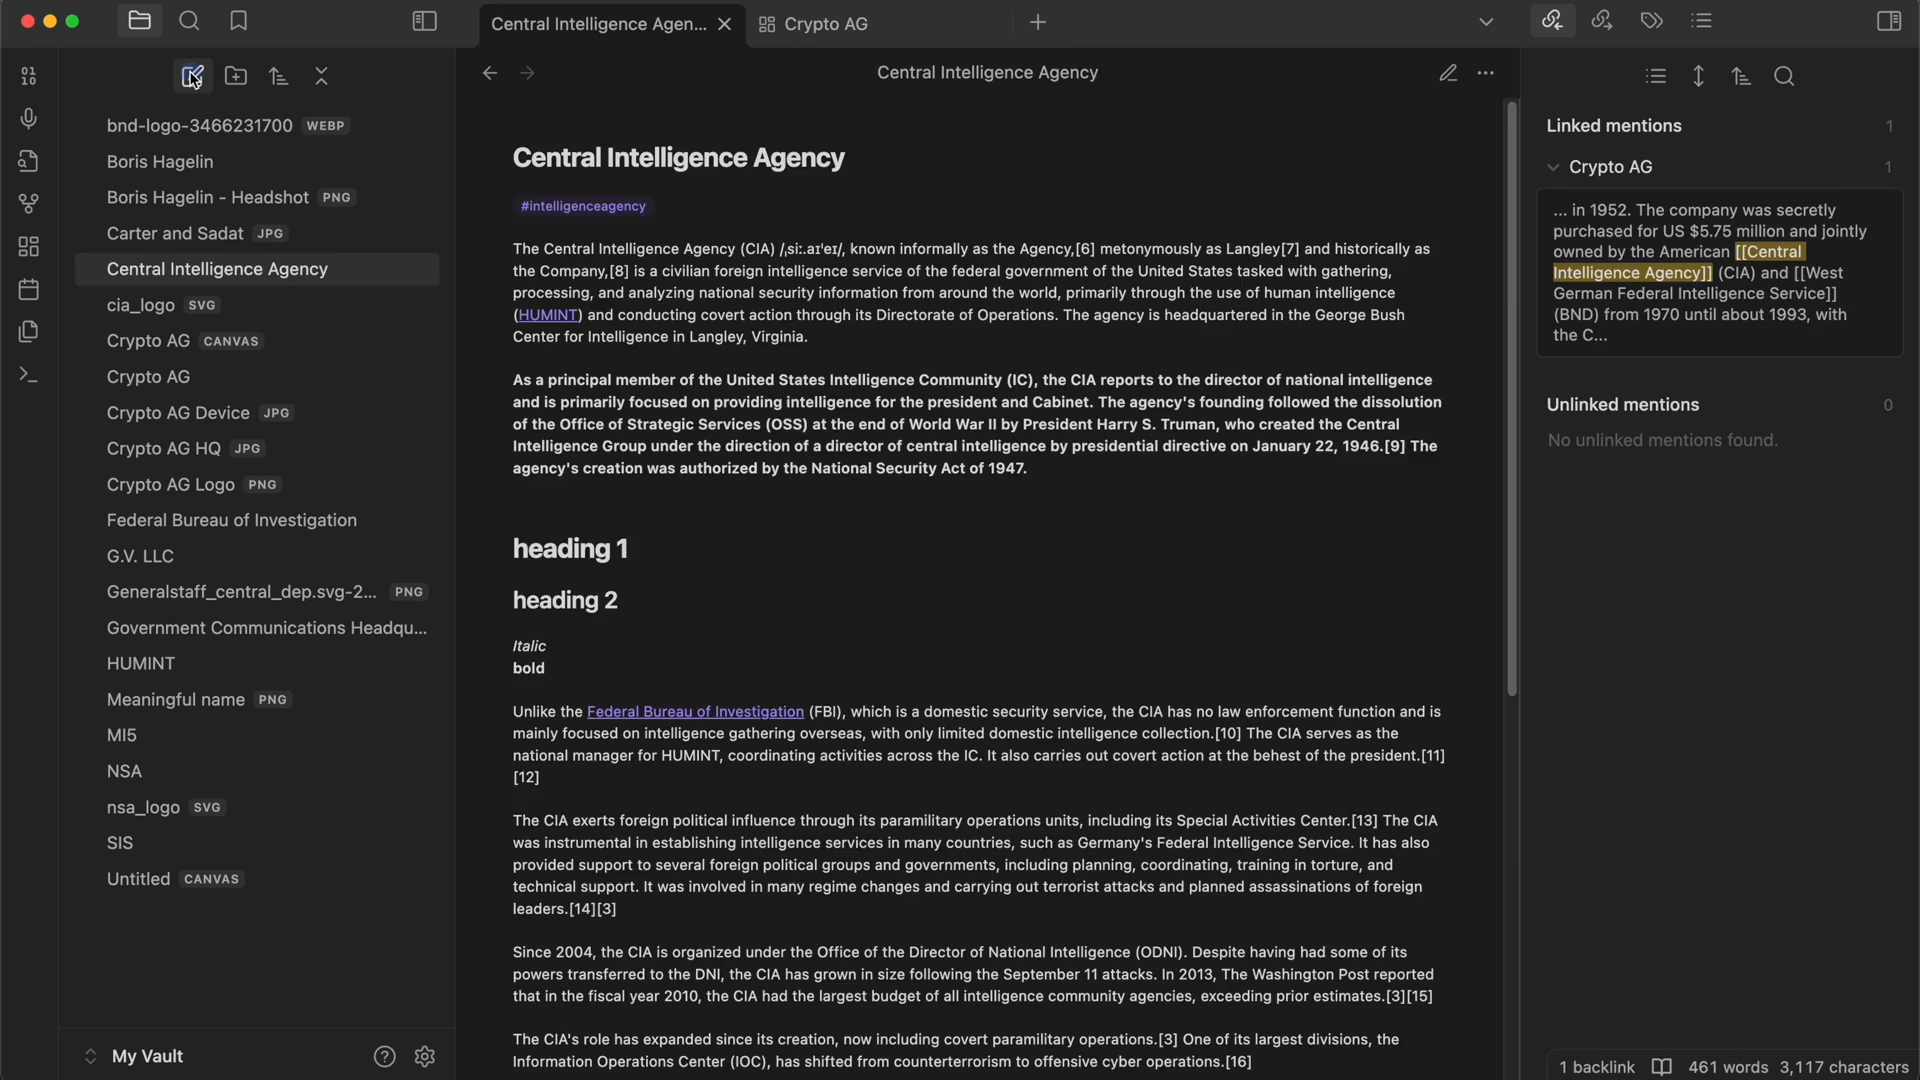 Central Intelligence Agen...
Crypto AG
bnd-logo-3466231700 WEBP
Boris Hagelin
Boris Hagelin - Headshot PNG
Carter and Sadat JPG
Central Intelligence Agency
cia_logo SVG
Crypto AG CANVAS
Crypto AG
Crypto AG Device JPG
Crypto AG HQ JPG
Crypto AG Logo PNG
Federal Bureau of Investigation
G.V. LLC
Generalstaff_central_dep.svg-2... PNG
Government Communications Headqu...
HUMINT
Meaningful name PNG
MI5
NSA
nsa_logo SVG
SIS
Untitled CANVAS
My Vault
Central Intelligence Agency
Central Intelligence Agency
#intelligenceagency
The Central Intelligence Agency (CIA) /ˌsiː.aɪˈeɪ/, known informally as the Agency,[6] metonymously as Langley[7] and historically as
the Company,[8] is a civilian foreign intelligence service of the federal government of the United States tasked with gathering,
processing, and analyzing national security information from around the world, primarily through the use of human intelligence
(HUMINT) and conducting covert action through its Directorate of Operations. The agency is headquartered in the George Bush
Center for Intelligence in Langley, Virginia.
As a principal member of the United States Intelligence Community (IC), the CIA reports to the director of national intelligence
and is primarily focused on providing intelligence for the president and Cabinet. The agency's founding followed the dissolution
of the Office of Strategic Services (OSS) at the end of World War II by President Harry S. Truman, who created the Central
Intelligence Group under the direction of a director of central intelligence by presidential directive on January 22, 1946.[9] The
agency's creation was authorized by the National Security Act of 1947.
heading 1
heading 2
Italic
bold
Unlike the Federal Bureau of Investigation (FBI), which is a domestic security service, the CIA has no law enforcement function and is
mainly focused on intelligence gathering overseas, with only limited domestic intelligence collection.[10] The CIA serves as the
national manager for HUMINT, coordinating activities across the IC. It also carries out covert action at the behest of the president.[11]
[12]
The CIA exerts foreign political influence through its paramilitary operations units, including its Special Activities Center.[13] The CIA
was instrumental in establishing intelligence services in many countries, such as Germany's Federal Intelligence Service. It has also
provided support to several foreign political groups and governments, including planning, coordinating, training in torture, and
technical support. It was involved in many regime changes and carrying out terrorist attacks and planned assassinations of foreign
leaders.[14][3]
Since 2004, the CIA is organized under the Office of the Director of National Intelligence (ODNI). Despite having had some of its
powers transferred to the DNI, the CIA has grown in size following the September 11 attacks. In 2013, The Washington Post reported
that in the fiscal year 2010, the CIA had the largest budget of all intelligence community agencies, exceeding prior estimates.[3][15]
The CIA's role has expanded since its creation, now including covert paramilitary operations.[3] One of its largest divisions, the
Information Operations Center (IOC), has shifted from counterterrorism to offensive cyber operations.[16]
Linked mentions 1
Crypto AG 1
... in 1952. The company was secretly
purchased for US $5.75 million and jointly
owned by the American [[Central
Intelligence Agency]] (CIA) and [[West
German Federal Intelligence Service]]
(BND) from 1970 until about 1993, with
the C...
Unlinked mentions 0
No unlinked mentions found.
1 backlink 461 words 3,117 characters